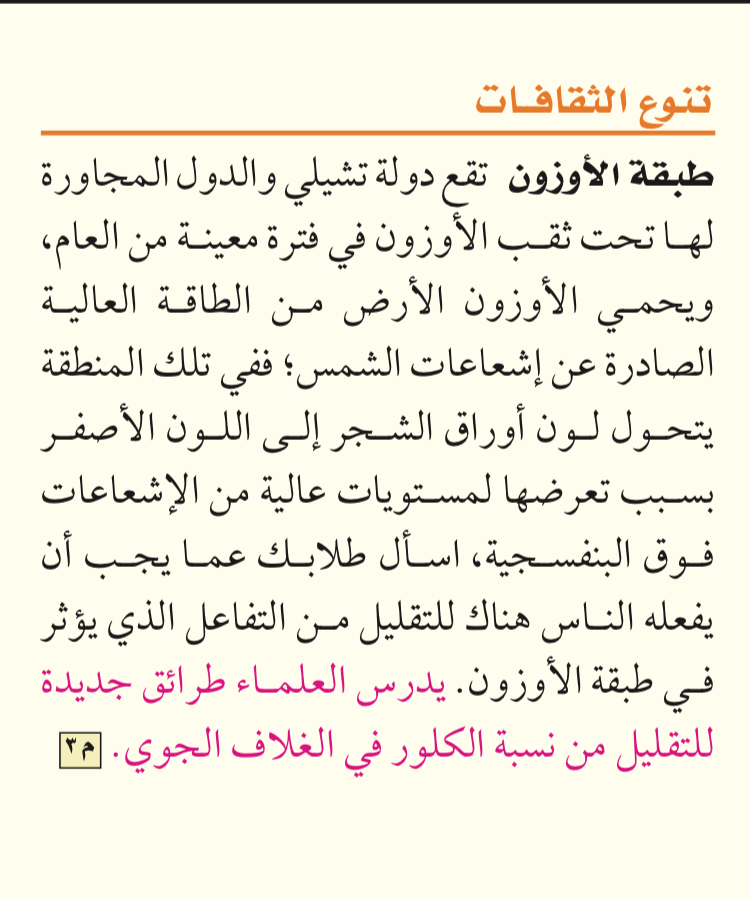 تنوع الثقافات
طبقة الأوزون تقع دولة تشيلي والدول المجاورة
لها تحت ثقب الأوزون في فترة معينة من العام،
ويحمي الأوزون الأرض من الطاقة العالية
الصادرة عن إشعاعات الشمس؛ ففي تلك المنطقة
يتحول لون أوراق الشجر إلى اللون الأصفر
بسبب تعرضها لمستويات عالية من الإشعاعات
فوق البنفسجية، اسأل طلابك عما يجب أن
يفعله الناس هناك للتقليل من التفاعل الذي يؤثر
في طبقة الأوزون. يدرس العلماء طرائق جديدة
للتقليل من نسبة الكلور في الغلاف الجوي. م٣